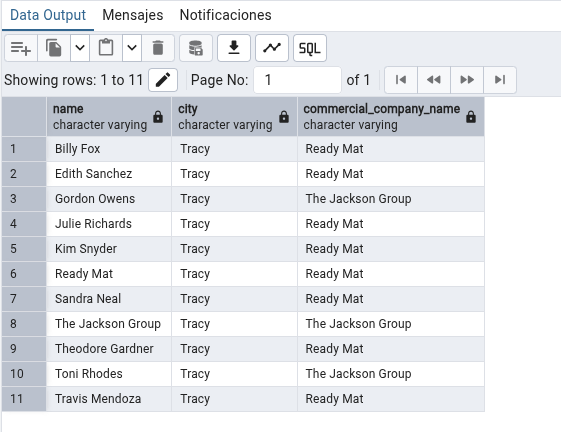 Data Output Mensajes Notificaciones
SQL
Showing rows: 1 to 11 Page No: 1 of 1
name city commercial_company_name
character varying character varying character varying
1 Billy Fox Tracy Ready Mat
2 Edith Sanchez Tracy Ready Mat
3 Gordon Owens Tracy The Jackson Group
4 Julie Richards Tracy Ready Mat
5 Kim Snyder Tracy Ready Mat
6 Ready Mat Tracy Ready Mat
7 Sandra Neal Tracy Ready Mat
8 The Jackson Group Tracy The Jackson Group
9 Theodore Gardner Tracy Ready Mat
10 Toni Rhodes Tracy The Jackson Group
11 Travis Mendoza Tracy Ready Mat